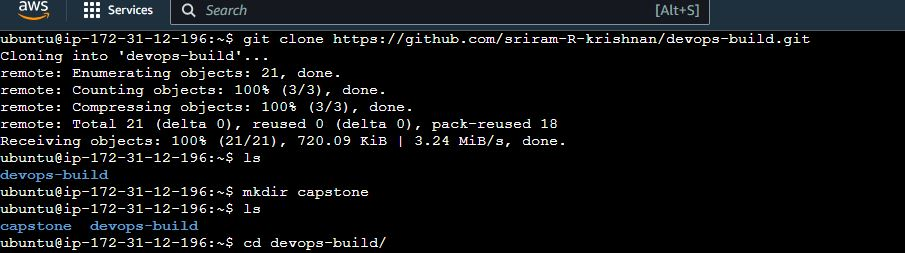 aws
Services
Search
[Alt+S]
ubuntu@ip-172-31-12-196:~$ git clone https://github.com/sriram-R-krishnan/devops-build.git
Cloning into 'devops-build'...
remote: Enumerating objects: 21, done.
remote: Counting objects: 100% (3/3), done.
remote: Compressing objects: 100% (3/3), done.
remote: Total 21 (delta 0), reused 0 (delta 0), pack-reused 18
Receiving objects: 100% (21/21), 720.09 KiB | 3.24 MiB/s, done.
ubuntu@ip-172-31-12-196:~$ ls
devops-build
ubuntu@ip-172-31-12-196:~$ mkdir capstone
ubuntu@ip-172-31-12-196:~$ ls
capstone  devops-build
ubuntu@ip-172-31-12-196:~$ cd devops-build/